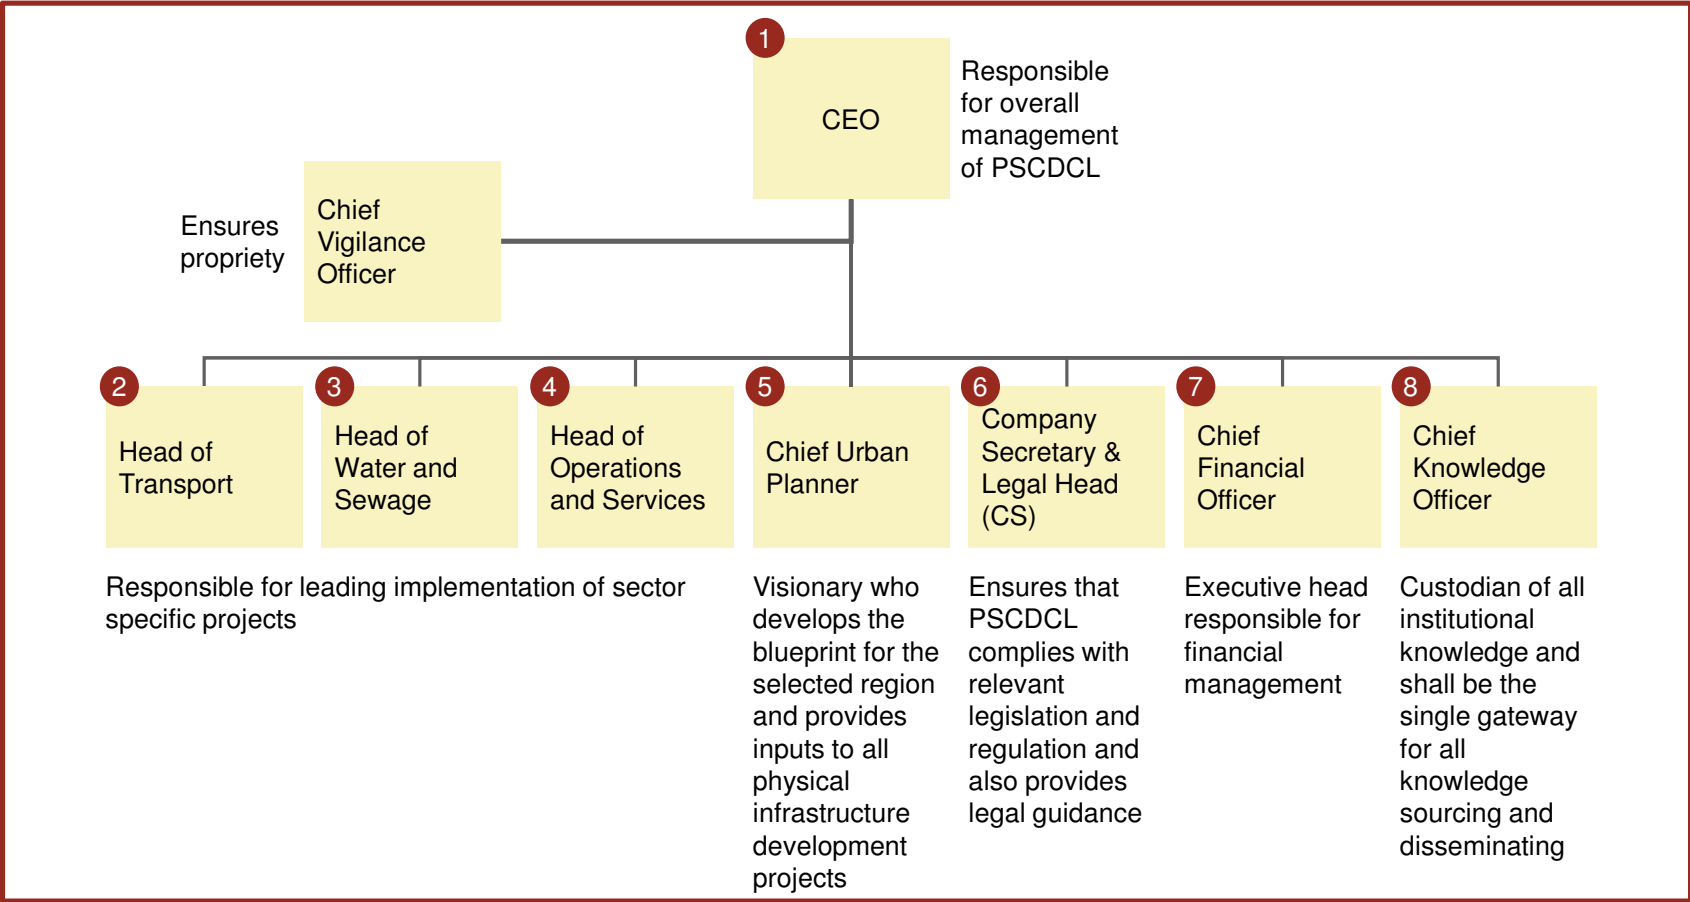 1
CEO
Responsible
for overall
management
of PSCDCL
Ensures
propriety
Chief
Vigilance
Officer
2
Head of
Transport
3
Head of
Water and
Sewage
4
Head of
Operations
and Services
5
Chief Urban
Planner
6
Company
Secretary &
Legal Head
(CS)
7
Chief
Financial
Officer
8
Chief
Knowledge
Officer
Responsible for leading implementation of sector
specific projects
Visionary who
develops the
blueprint for the
selected region
and provides
inputs to all
physical
infrastructure
development
projects
Ensures that
PSCDCL
complies with
relevant
legislation and
regulation and
also provides
legal guidance
Executive head
responsible for
financial
management
Custodian of all
institutional
knowledge and
shall be the
single gateway
for all
knowledge
sourcing and
disseminating